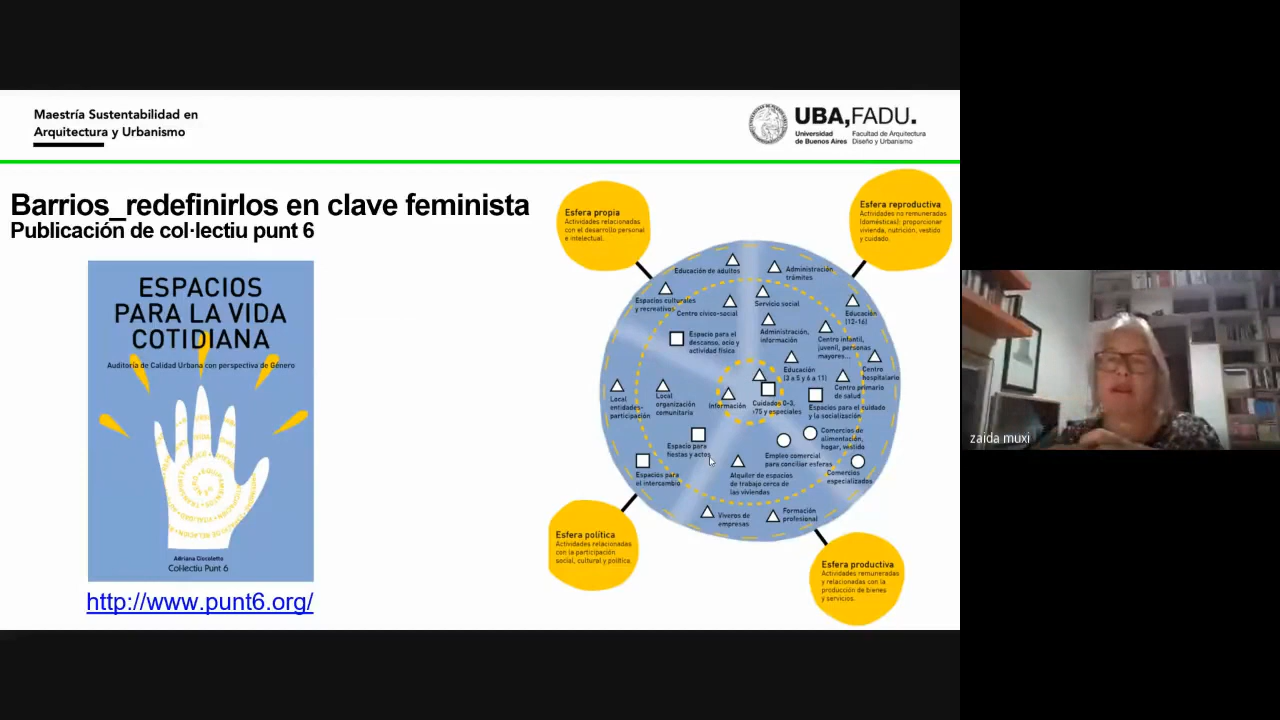 Maestría Sustentabilidad en
Arquitectura y Urbanismo
UBA,FADU.
Universidad
de Buenos Aires
Facultad de Arquitectura
Diseño y Urbanismo
Barrios_redefinirlos en clave feminista
Publicación de col·lectiu punt 6
ESPACIOS
PARA LA VIDA
COTIDIANA
Auditoría de Calidad Urbana con perspectiva de Género
Adriana Ciocoletto
Col·lectiu Punt 6
http://www.punt6.org/
Esfera propia
Actividades relacionadas
con el desarrollo personal
e intelectual.
Esfera reproductiva
Actividades no remuneradas
(domésticas): proporcionar
vivienda, nutrición, vestido
y cuidado.
Educación de adultos
Administración
trámites
Espacios culturales
y recreativos
Centro cívico-social
Servicio social
Educación
(12-16)
Espacio para el
descanso, ocio y
actividad física
Administración,
información
Centro infantil,
juvenil, personas
mayores...
Educación
(3 a 5 y 6 a 11)
Centro
hospitalario
Centro primario
de salud
Local
entidades-
participación
Local
organización
comunitaria
Información
Cuidados 0-3,
+75 y especiales
Espacios para el cuidado
y la socialización
Espacio para
fiestas y actos
Comercios de
alimentación,
hogar, vestido
Empleo comercial
para conciliar esferas
Espacios para
el intercambio
Alquiler de espacios
de trabajo cerca de
las viviendas
Comercios
especializados
Viveros de
empresas
Formación
profesional
Esfera política
Actividades relacionadas
con la participación
social, cultural y política.
Esfera productiva
Actividades remuneradas
y relacionadas con la
producción de bienes
y servicios.
zaida muxi